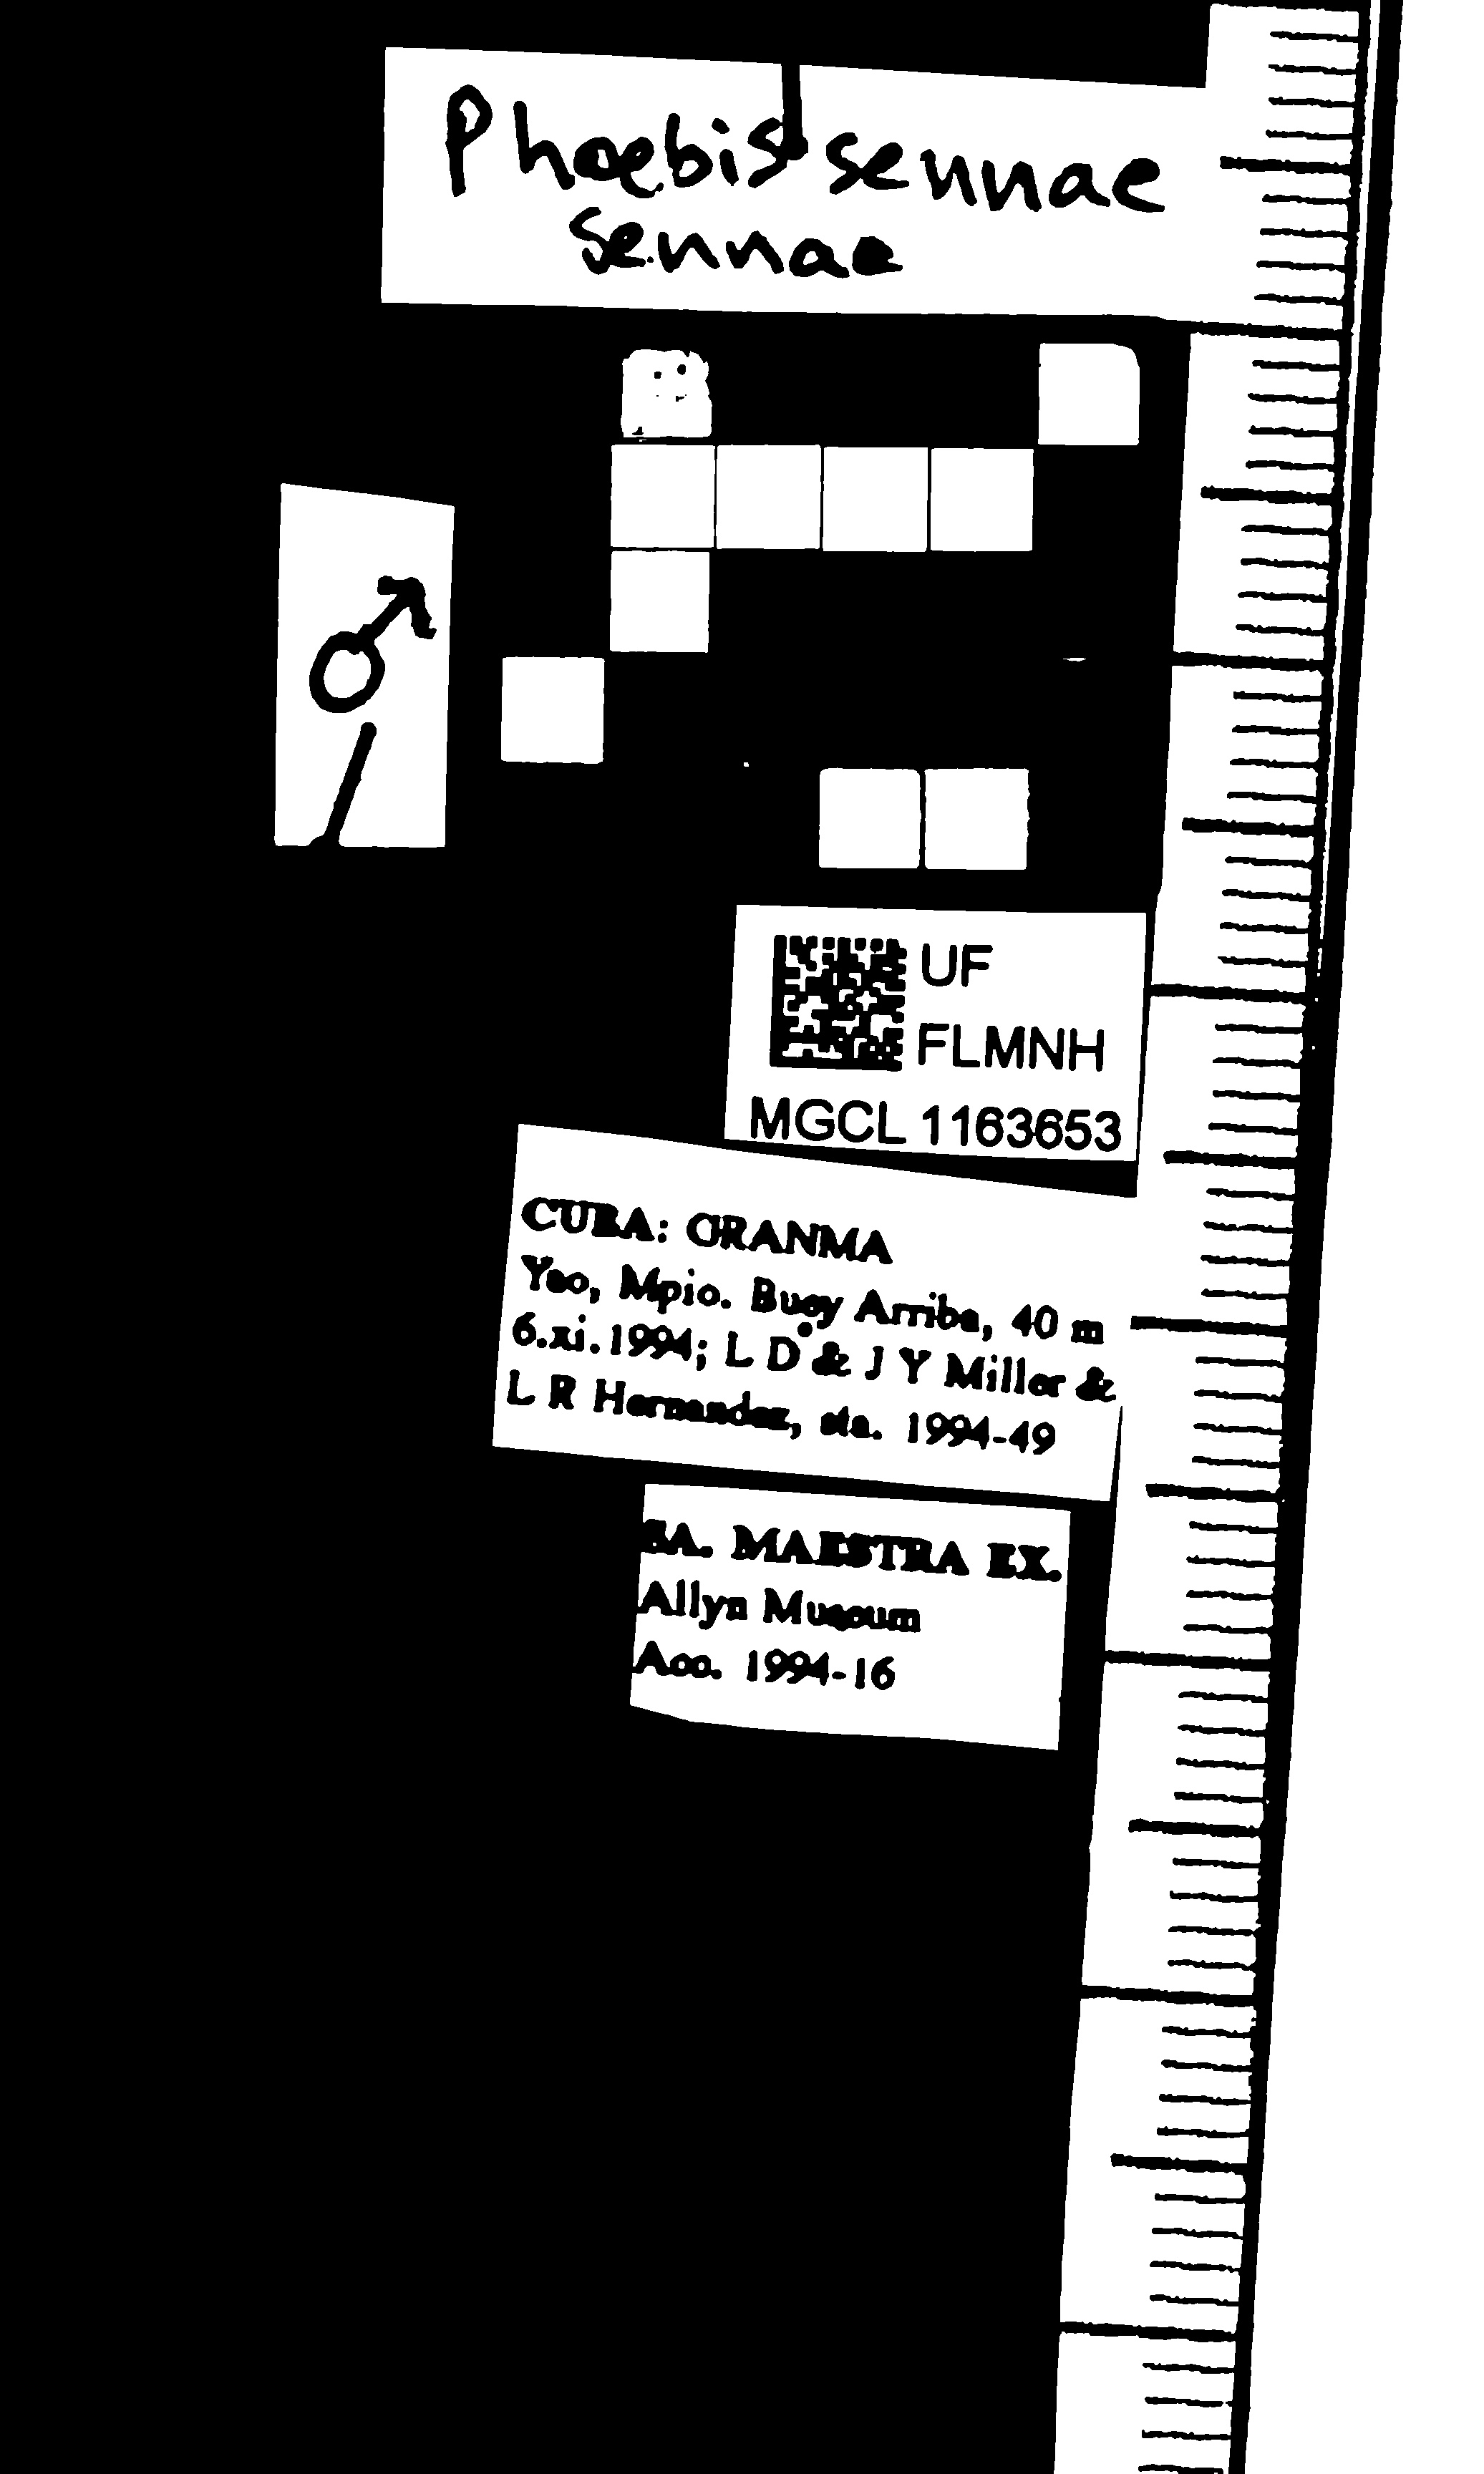 Phoebis sennae
sennae
♂
UF
FLMNH
MGCL 1163653
CUBA: GRANMA
Yao, Mpio. Buey Arriba, 40 m
6.xi.1994; L D & J Y Miller &
L R Hernandez, sta. 1994-49
SA. MAESTRA EX.
Allyn Museum
Acc. 1994-16